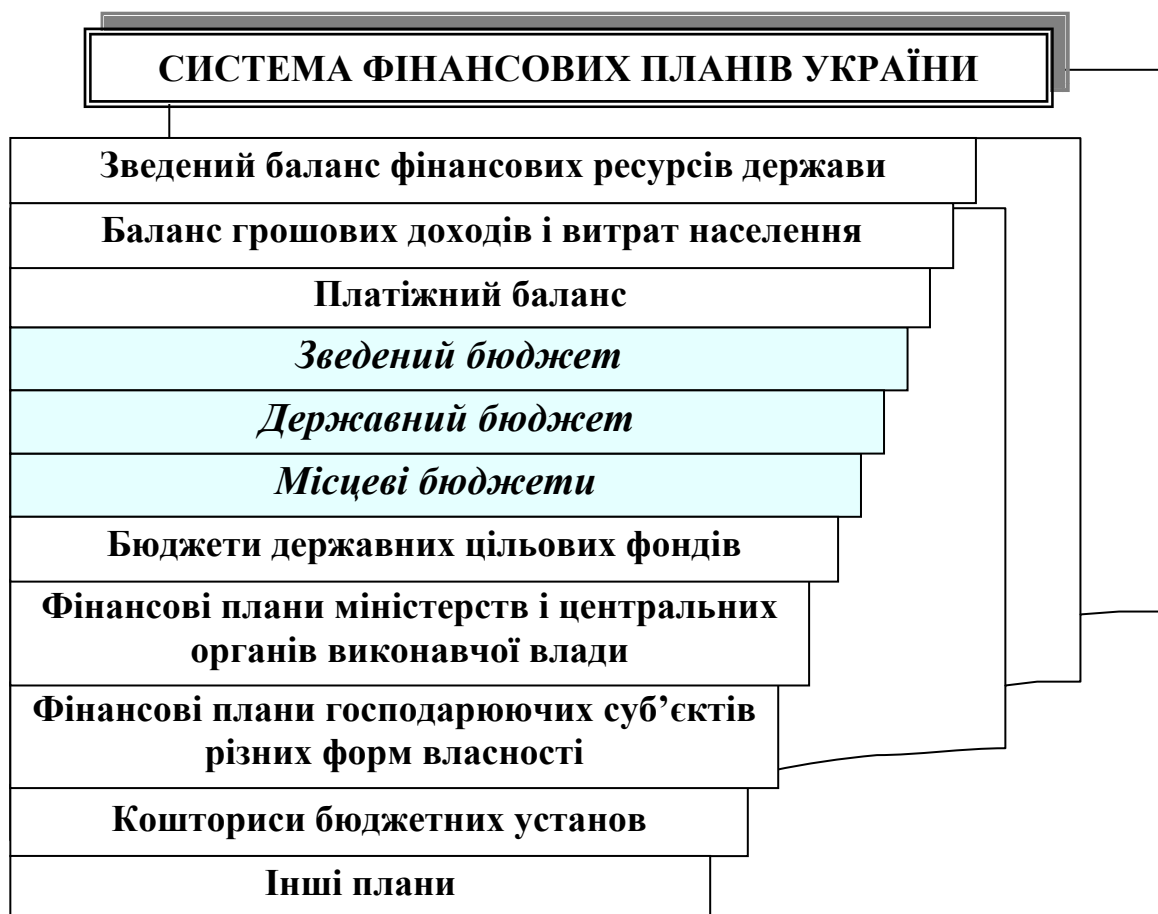 СИСТЕМА ФІНАНСОВИХ ПЛАНІВ УКРАЇНИ
Зведений баланс фінансових ресурсів держави
Баланс грошових доходів і витрат населення
Платіжний баланс
Зведений бюджет
Державний бюджет
Місцеві бюджети
Бюджети державних цільових фондів
Фінансові плани міністерств і центральних
органів виконавчої влади
Фінансові плани господарюючих суб’єктів
різних форм власності
Кошториси бюджетних установ
Інші плани